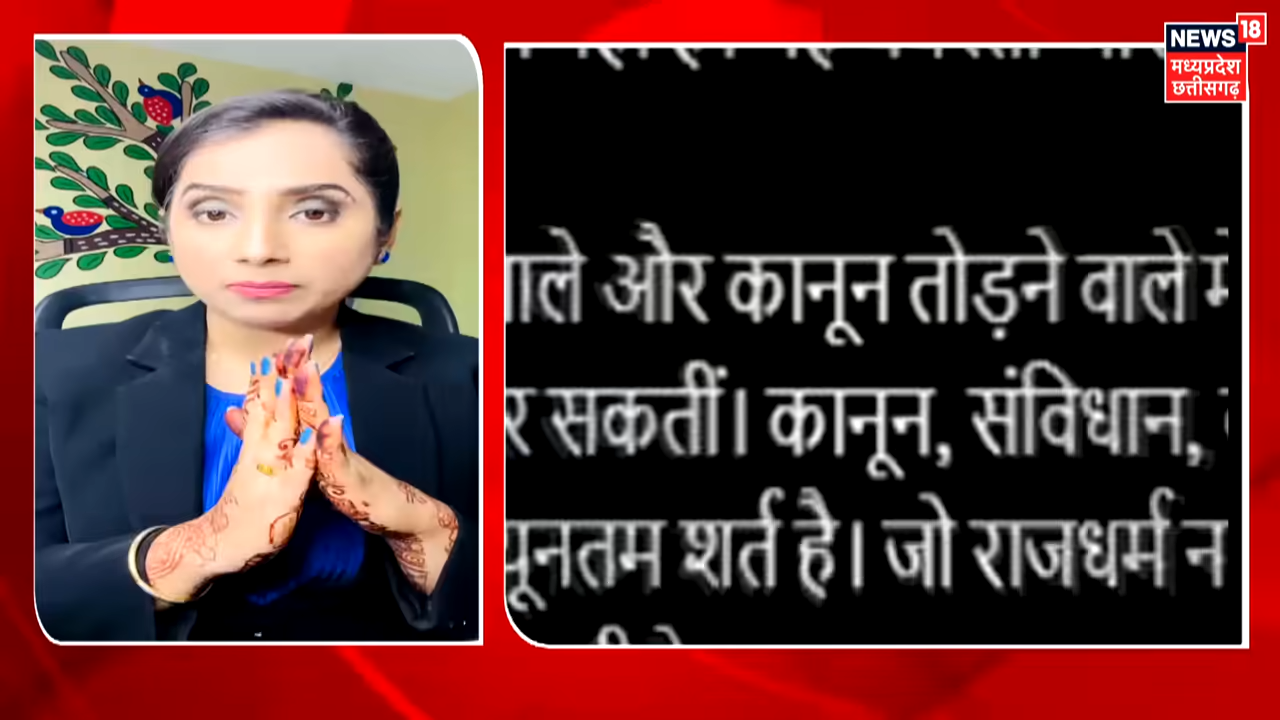 NEWS 18
मध्यप्रदेश
छत्तीसगढ़
और कानून तोड़ने वाले
सकतीं। कानून, संविधान,
शर्त है। जो राजधर्म न